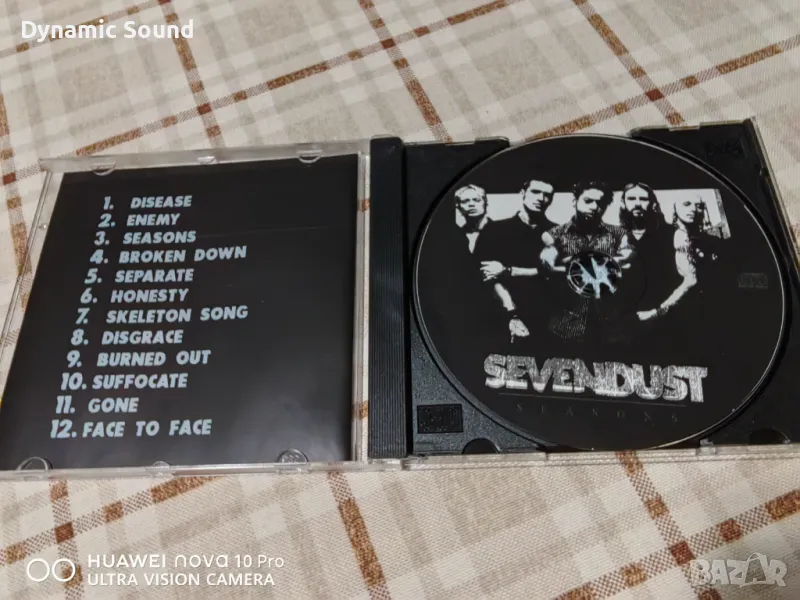 Dynamic Sound
1. DISEASE
2. ENEMY
3. SEASONS
4. BROKEN DOWN
5. SEPARATE
6. HONESTY
7. SKELETON SONG
8. DISGRACE
9. BURNED OUT
10. SUFFOCATE
11. GONE
12. FACE TO FACE
SEVENDUST
SEASONS
HUAWEI nova 10 Pro
ULTRA VISION CAMERA
BAZAR